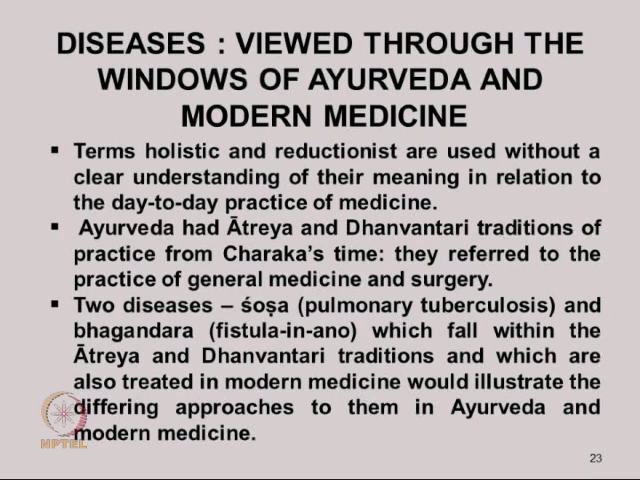 DISEASES : VIEWED THROUGH THE
WINDOWS OF AYURVEDA AND
MODERN MEDICINE
▪ Terms holistic and reductionist are used without a
clear understanding of their meaning in relation to
the day-to-day practice of medicine.
▪ Ayurveda had Ātreya and Dhanvantari traditions of
practice from Charaka’s time: they referred to the
practice of general medicine and surgery.
▪ Two diseases – śoṣa (pulmonary tuberculosis) and
bhagandara (fistula-in-ano) which fall within the
Ātreya and Dhanvantari traditions and which are
also treated in modern medicine would illustrate the
differing approaches to them in Ayurveda and
modern medicine.
NPTEL
23